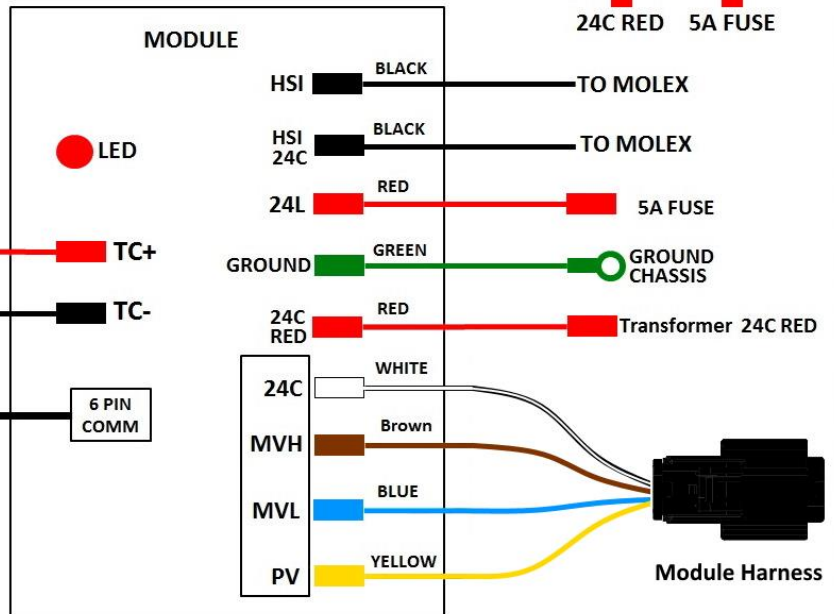 24C RED 5A FUSE
MODULE
HSI BLACK TO MOLEX
HSI
24C
BLACK TO MOLEX
LED
24L RED 5A FUSE
TC+
GROUND GREEN GROUND
CHASSIS
TC-
24C
RED
RED Transformer 24C RED
24C WHITE
6 PIN
COMM
MVH Brown
MVL BLUE
PV YELLOW
Module Harness